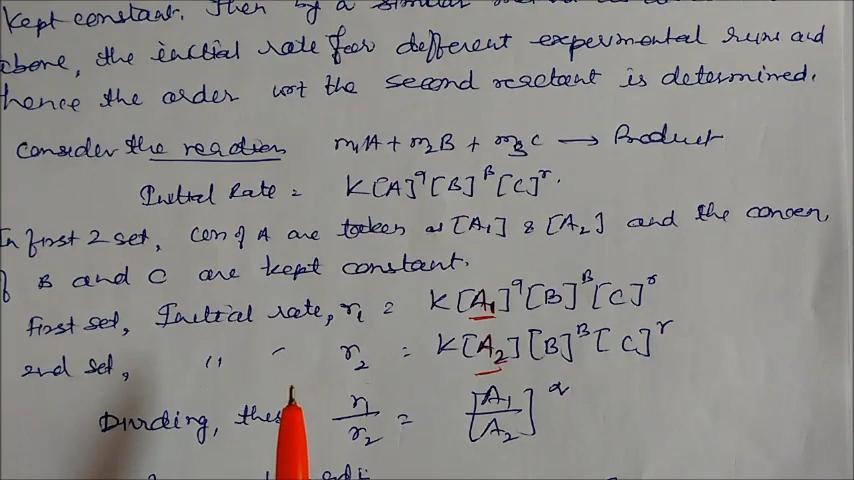 kept constant. Then by a similar
above, the initial rate for different experimental runs and
hence the order wrt the second reactant is determined.
Consider the reaction m₁A + m₂B + m₃C → Product
Initial Rate = K[A]^α[B]^β[C]^r.
In first 2 set, con of A are taken as [A₁] & [A₂] and the concen,
of B and C are kept constant.
First set, Initial rate, r₁ = K[A₁]^α[B]^β[C]^r
2nd set, " " r₂ = K[A₂][B]^β[C]^r
Dividing, these r₁/r₂ = [A₁/A₂]^α